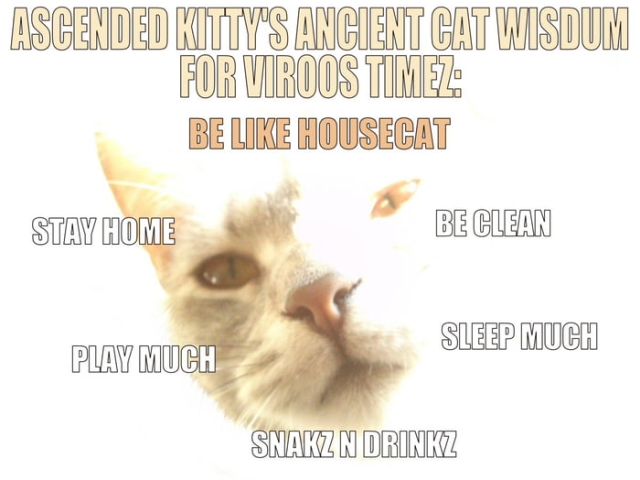 ASCENDED KITTY'S ANCIENT CAT WISDUM
FOR VIROOS TIMEZ:
BE LIKE HOUSECAT
STAY HOME
BE CLEAN
PLAY MUCH
SLEEP MUCH
SNAKZ N DRINKZ